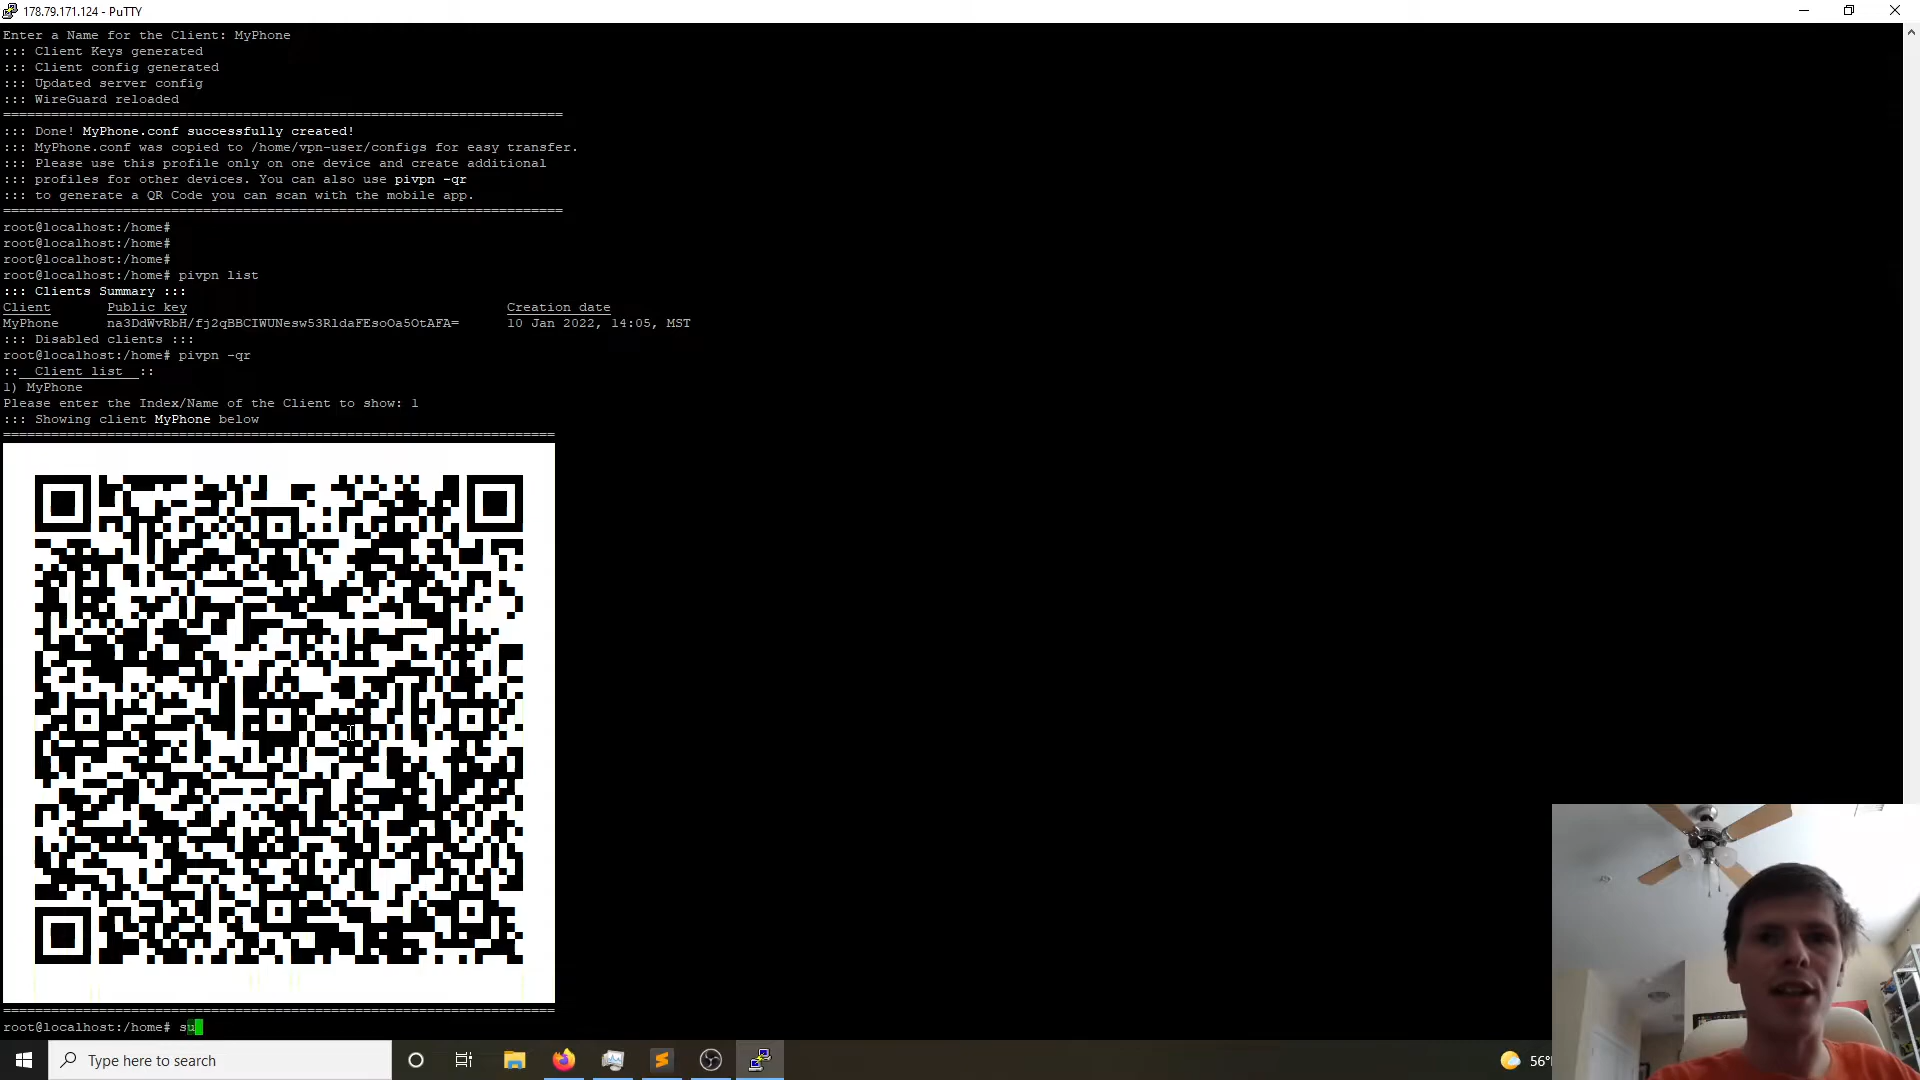 178.79.171.124 - PuTTY
Enter a Name for the Client: MyPhone
::: Client Keys generated
::: Client config generated
::: Updated server config
::: WireGuard reloaded
======================================================================
::: Done! MyPhone.conf successfully created!
::: MyPhone.conf was copied to /home/vpn-user/configs for easy transfer.
::: Please use this profile only on one device and create additional
::: profiles for other devices. You can also use pivpn -qr
::: to generate a QR Code you can scan with the mobile app.
======================================================================
root@localhost:/home#
root@localhost:/home#
root@localhost:/home#
root@localhost:/home# pivpn list
::: Clients Summary :::
Client Public key Creation date
MyPhone na3DdWvRbH/fj2qBBCIWUNesw53RldaFEsoOa5OtAFA= 10 Jan 2022, 14:05, MST
::: Disabled clients :::
root@localhost:/home# pivpn -qr
:: Client list ::
1) MyPhone
Please enter the Index/Name of the Client to show: 1
::: Showing client MyPhone below
=====================================================================
=====================================================================
root@localhost:/home# su
Type here to search
56°